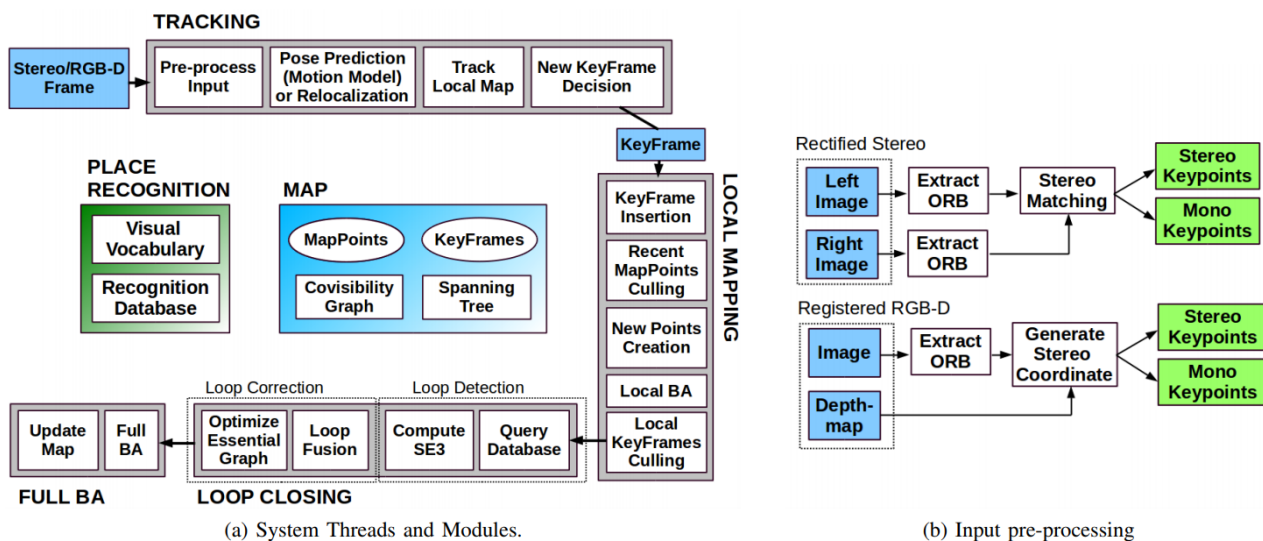 TRACKING
Stereo/RGB-D
Frame
Pre-process
Input
Pose Prediction
(Motion Model)
or Relocalization
Track
Local Map
New KeyFrame
Decision
KeyFrame
PLACE
RECOGNITION
Visual
Vocabulary
Recognition
Database
MAP
MapPoints
KeyFrames
Covisibility
Graph
Spanning
Tree
LOCAL MAPPING
KeyFrame
Insertion
Recent
MapPoints
Culling
New Points
Creation
Local BA
Local
KeyFrames
Culling
Loop Correction
Loop Detection
Update
Map
Full
BA
Optimize
Essential
Graph
Loop
Fusion
Compute
SE3
Query
Database
FULL BA
LOOP CLOSING
(a) System Threads and Modules.
Rectified Stereo
Left
Image
Extract
ORB
Stereo
Matching
Stereo
Keypoints
Mono
Keypoints
Right
Image
Extract
ORB
Registered RGB-D
Image
Extract
ORB
Generate
Stereo
Coordinate
Stereo
Keypoints
Mono
Keypoints
Depth-
map
(b) Input pre-processing